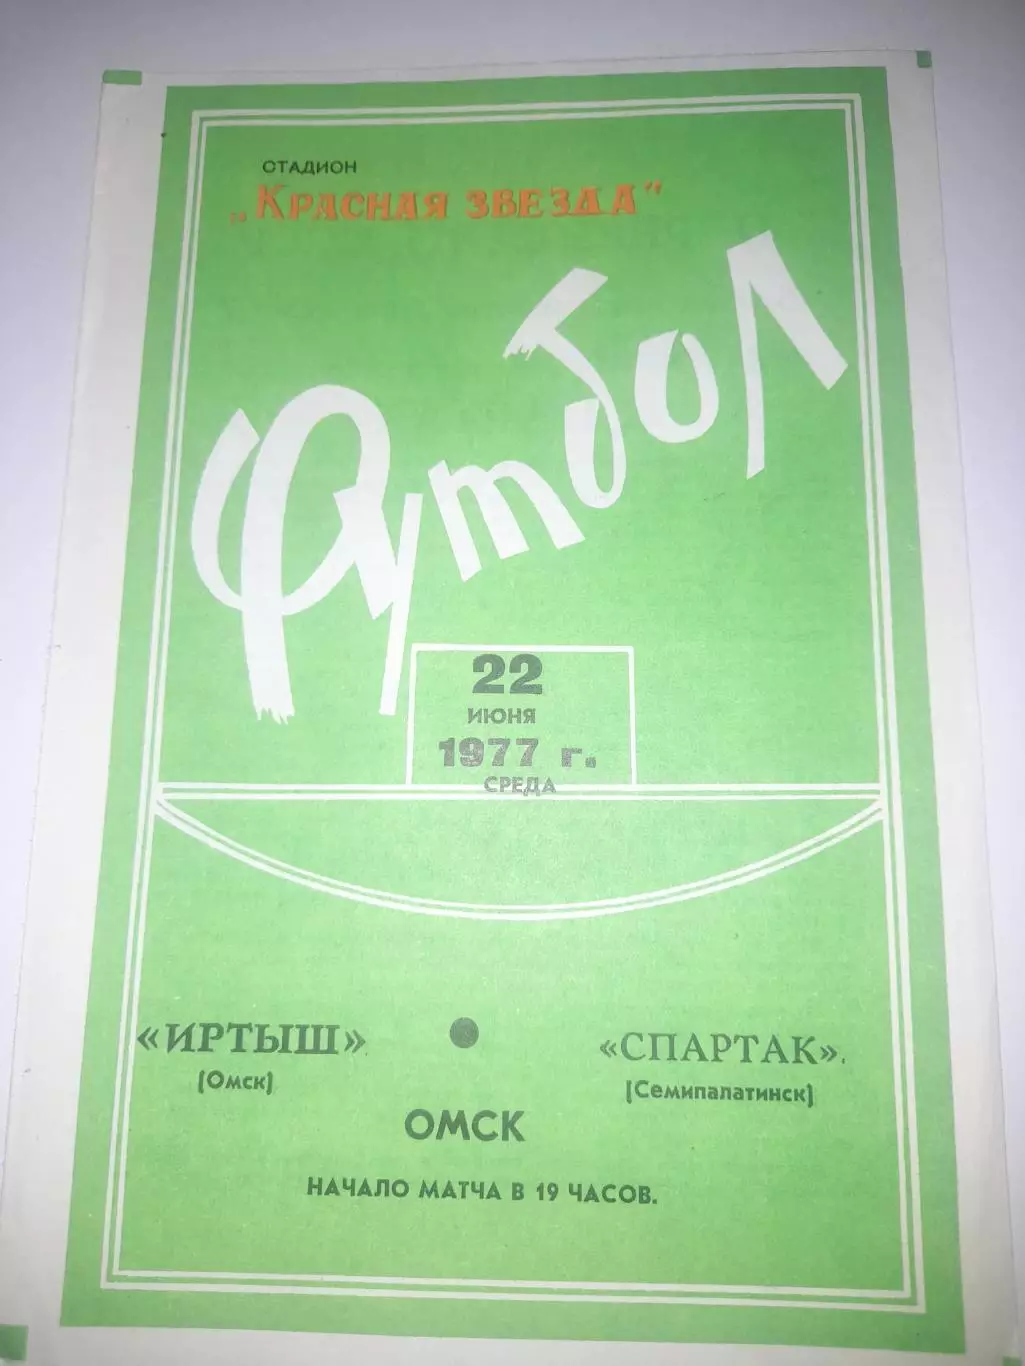 СТАДИОН
„КРАСНАЯ ЗВЕЗДА"
Футбол
22
ИЮНЯ
1977 г.
СРЕДА
«ИРТЫШ» ● «СПАРТАК».
(Омск) (Семипалатинск)
ОМСК
НАЧАЛО МАТЧА В 19 ЧАСОВ.